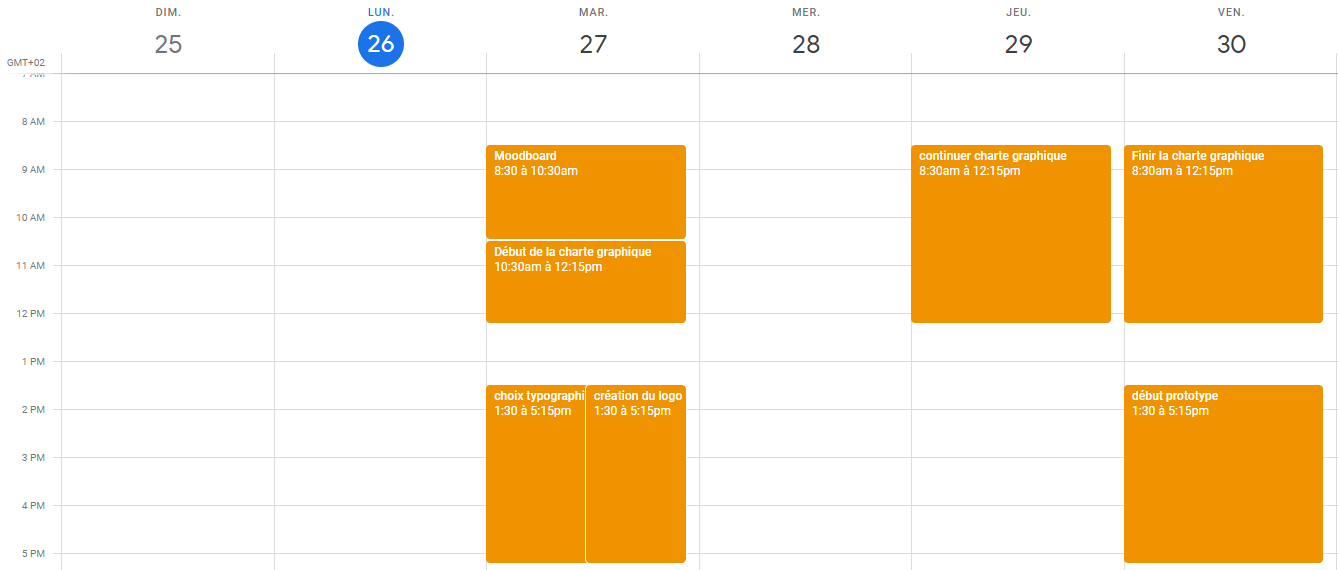 DIM. LUN. MAR. MER. JEU. VEN.
25 26 27 28 29 30
GMT+02
7 AM
8 AM
Moodboard
8:30 à 10:30am
continuer charte graphique
8:30am à 12:15pm
Finir la charte graphique
8:30am à 12:15pm
9 AM
10 AM
Début de la charte graphique
10:30am à 12:15pm
11 AM
12 PM
1 PM
choix typographi
1:30 à 5:15pm
création du logo
1:30 à 5:15pm
début prototype
1:30 à 5:15pm
2 PM
3 PM
4 PM
5 PM